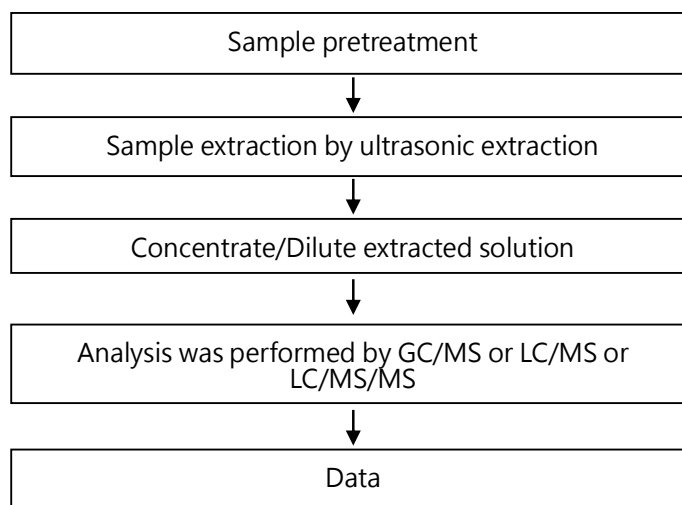 Sample pretreatment
Sample extraction by ultrasonic extraction
Concentrate/Dilute extracted solution
Analysis was performed by GC/MS or LC/MS or
LC/MS/MS
Data